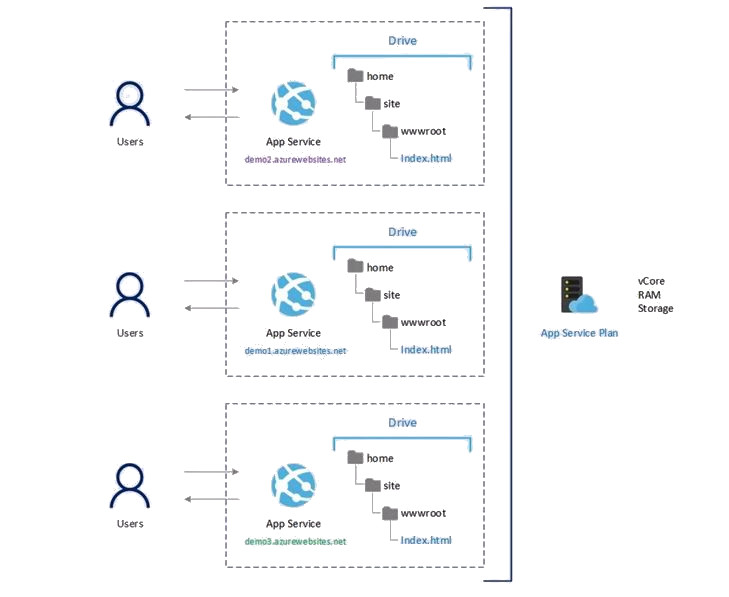 Drive
home
site
wwwroot
Index.html
Users
App Service
demo2.azurewebsites.net
Drive
home
site
wwwroot
Index.html
Users
App Service
demo1.azurewebsites.net
vCore
RAM
Storage
App Service Plan
Drive
home
site
wwwroot
Index.html
Users
App Service
demo3.azurewebsites.net